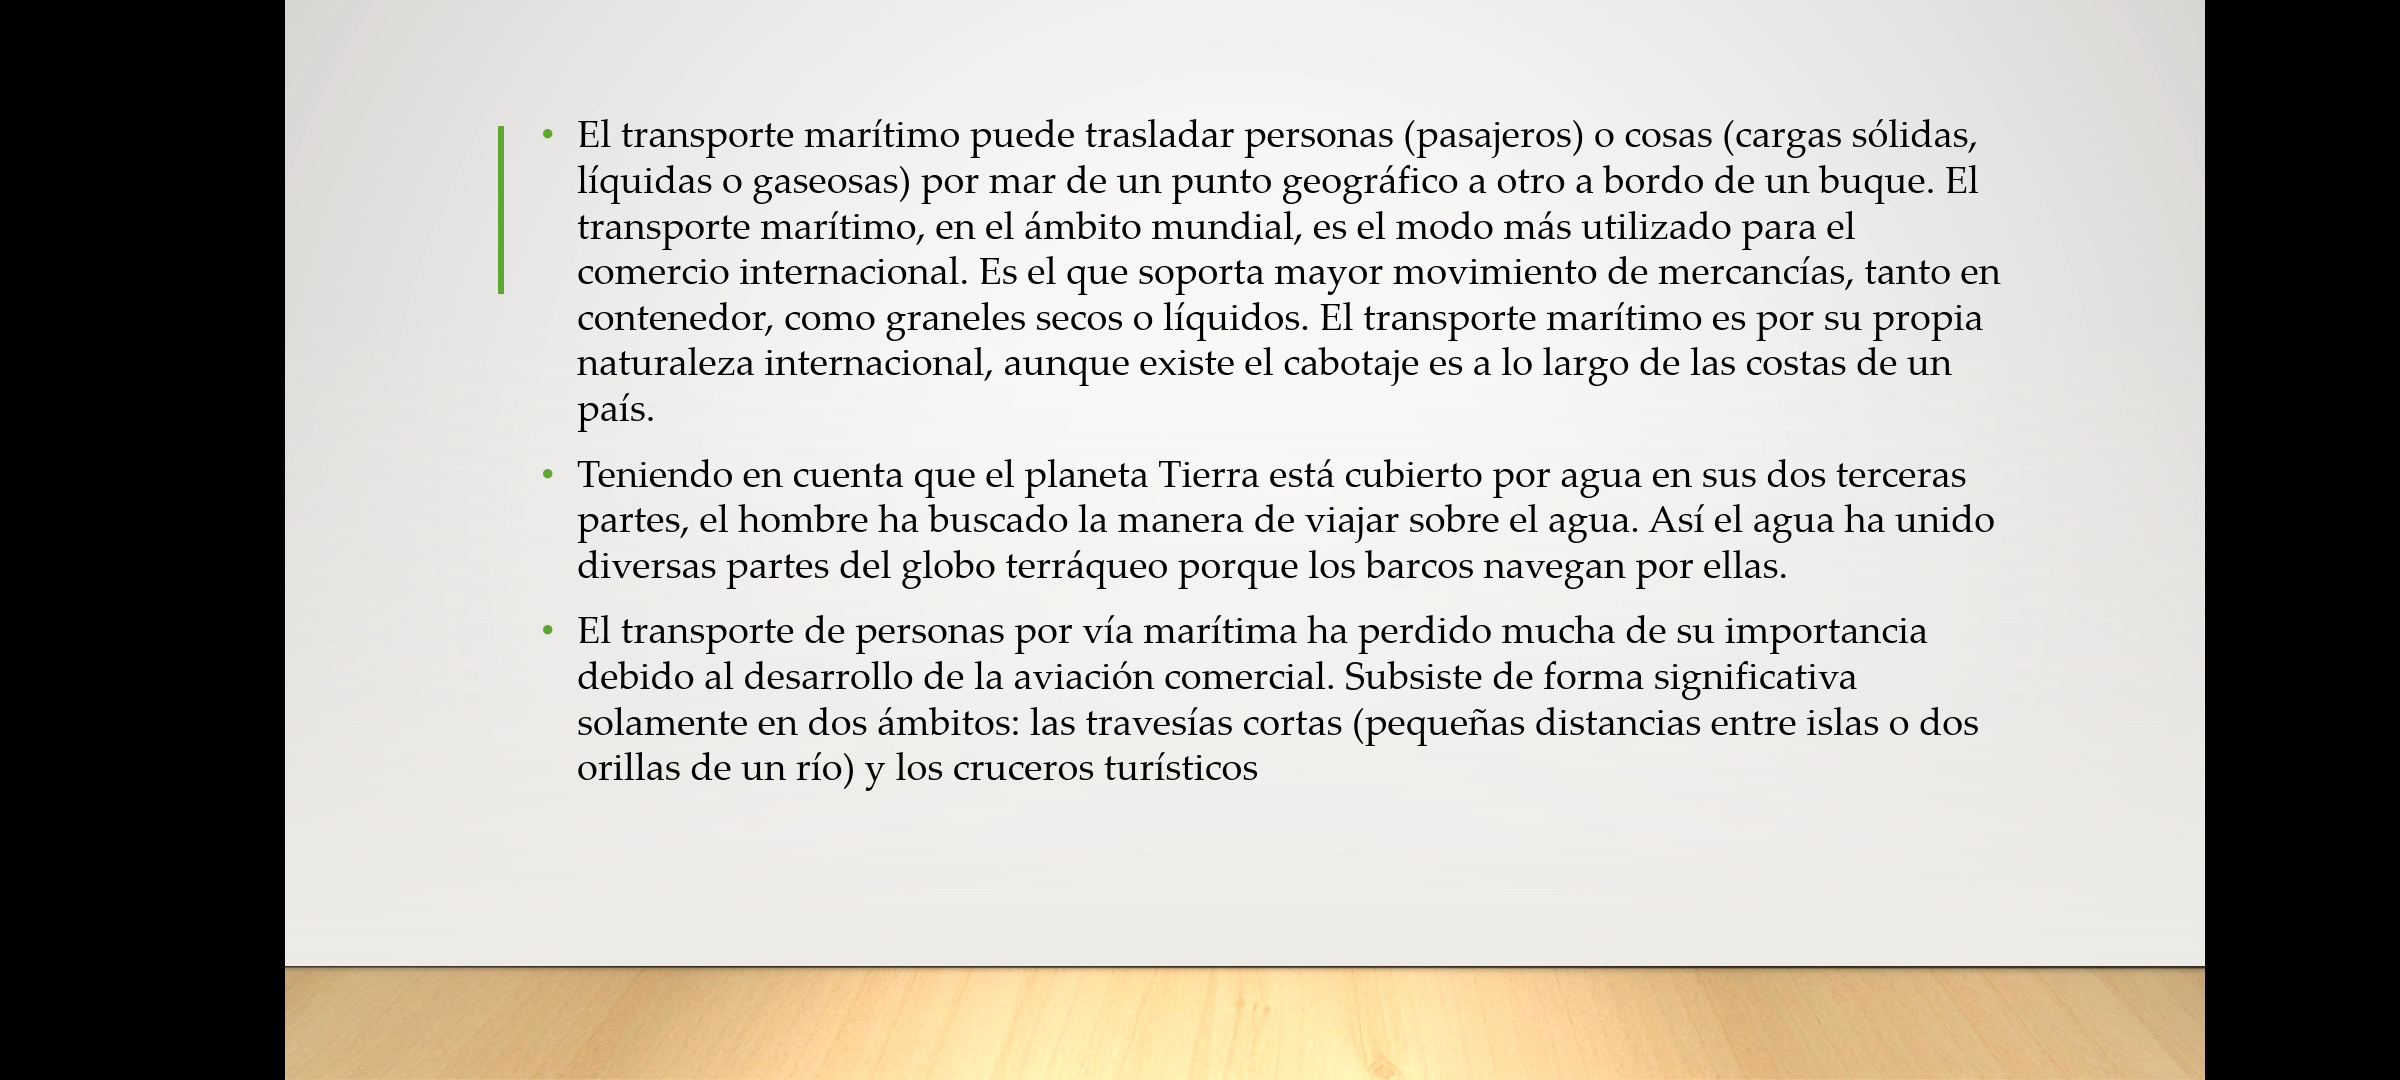 • El transporte marítimo puede trasladar personas (pasajeros) o cosas (cargas sólidas,
líquidas o gaseosas) por mar de un punto geográfico a otro a bordo de un buque. El
transporte marítimo, en el ámbito mundial, es el modo más utilizado para el
comercio internacional. Es el que soporta mayor movimiento de mercancías, tanto en
contenedor, como graneles secos o líquidos. El transporte marítimo es por su propia
naturaleza internacional, aunque existe el cabotaje es a lo largo de las costas de un
país.
• Teniendo en cuenta que el planeta Tierra está cubierto por agua en sus dos terceras
partes, el hombre ha buscado la manera de viajar sobre el agua. Así el agua ha unido
diversas partes del globo terráqueo porque los barcos navegan por ellas.
• El transporte de personas por vía marítima ha perdido mucha de su importancia
debido al desarrollo de la aviación comercial. Subsiste de forma significativa
solamente en dos ámbitos: las travesías cortas (pequeñas distancias entre islas o dos
orillas de un río) y los cruceros turísticos